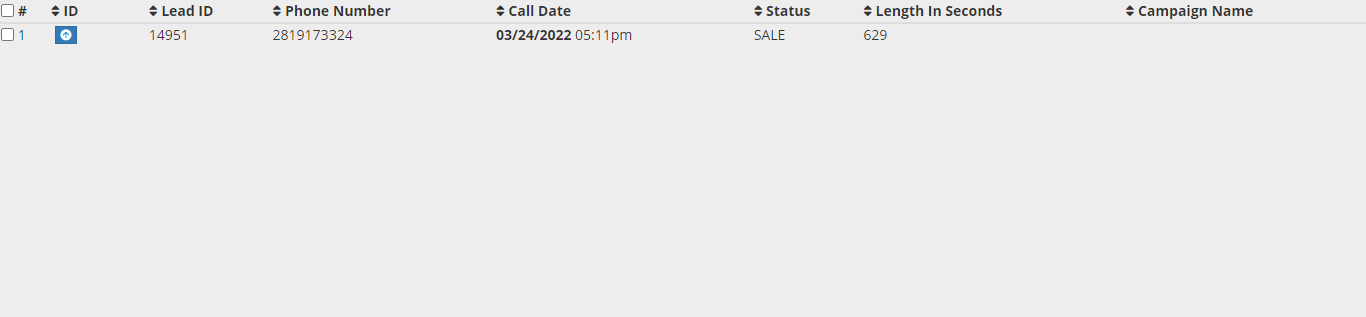 # ID Lead ID Phone Number Call Date Status Length In Seconds Campaign Name
1 14951 2819173324 03/24/2022 05:11pm SALE 629